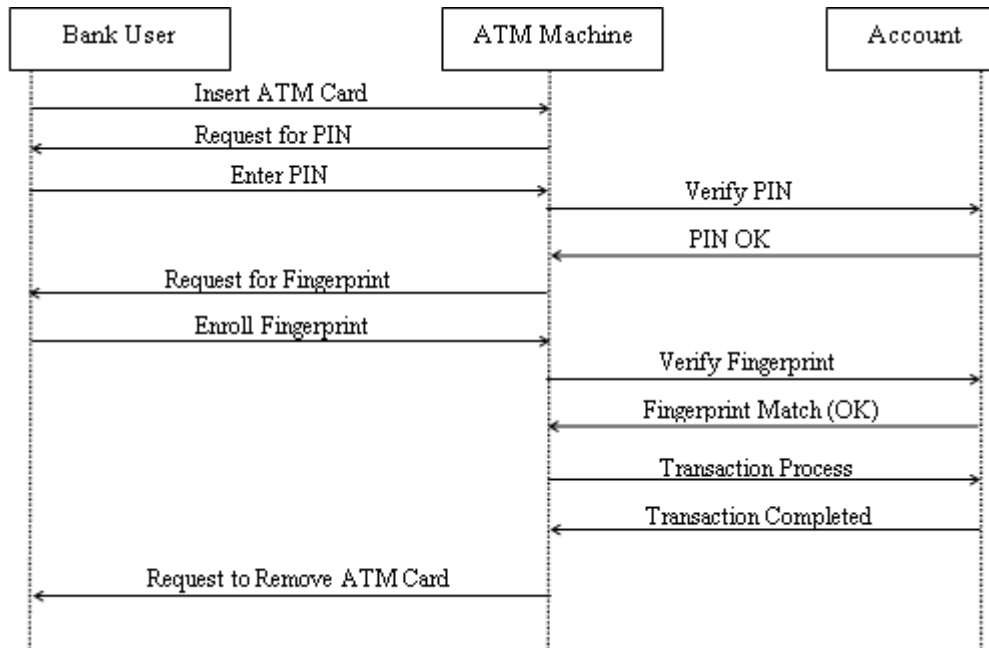 Bank User
ATM Machine
Account
Insert ATM Card
Request for PIN
Enter PIN
Verify PIN
PIN OK
Request for Fingerprint
Enroll Fingerprint
Verify Fingerprint
Fingerprint Match (OK)
Transaction Process
Transaction Completed
Request to Remove ATM Card